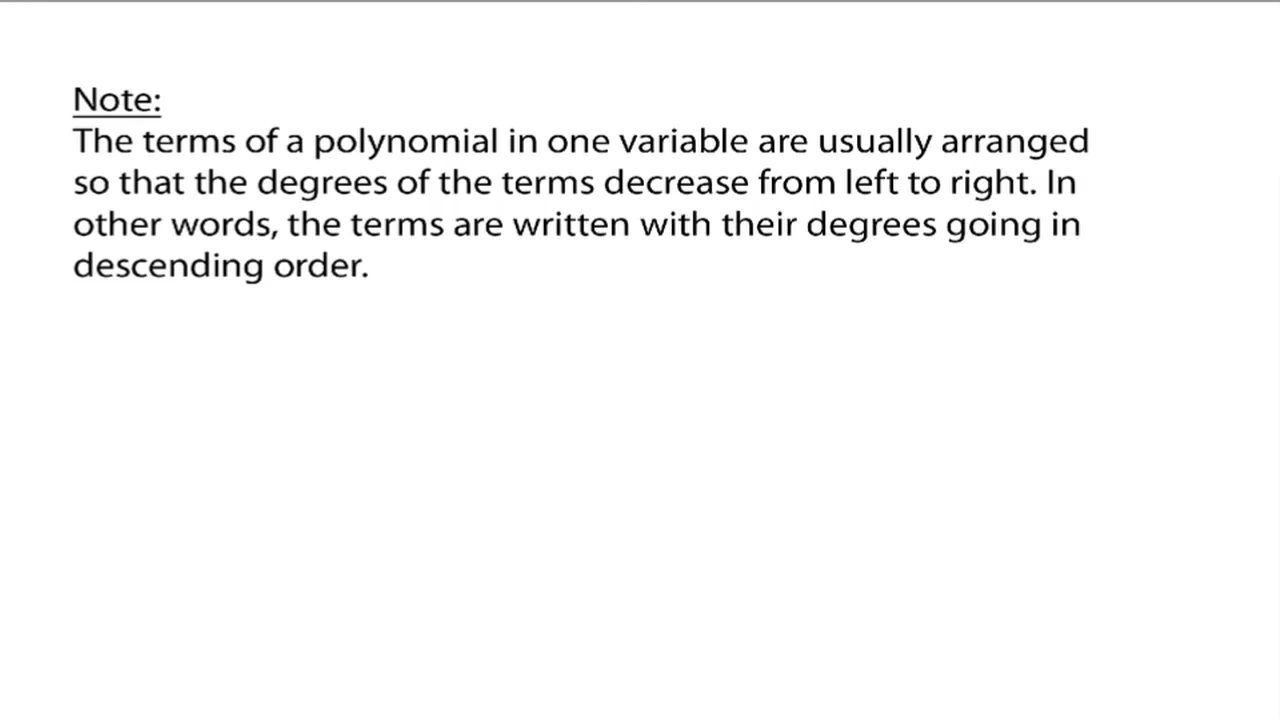 Note:
The terms of a polynomial in one variable are usually arranged
so that the degrees of the terms decrease from left to right. In
other words, the terms are written with their degrees going in
descending order.